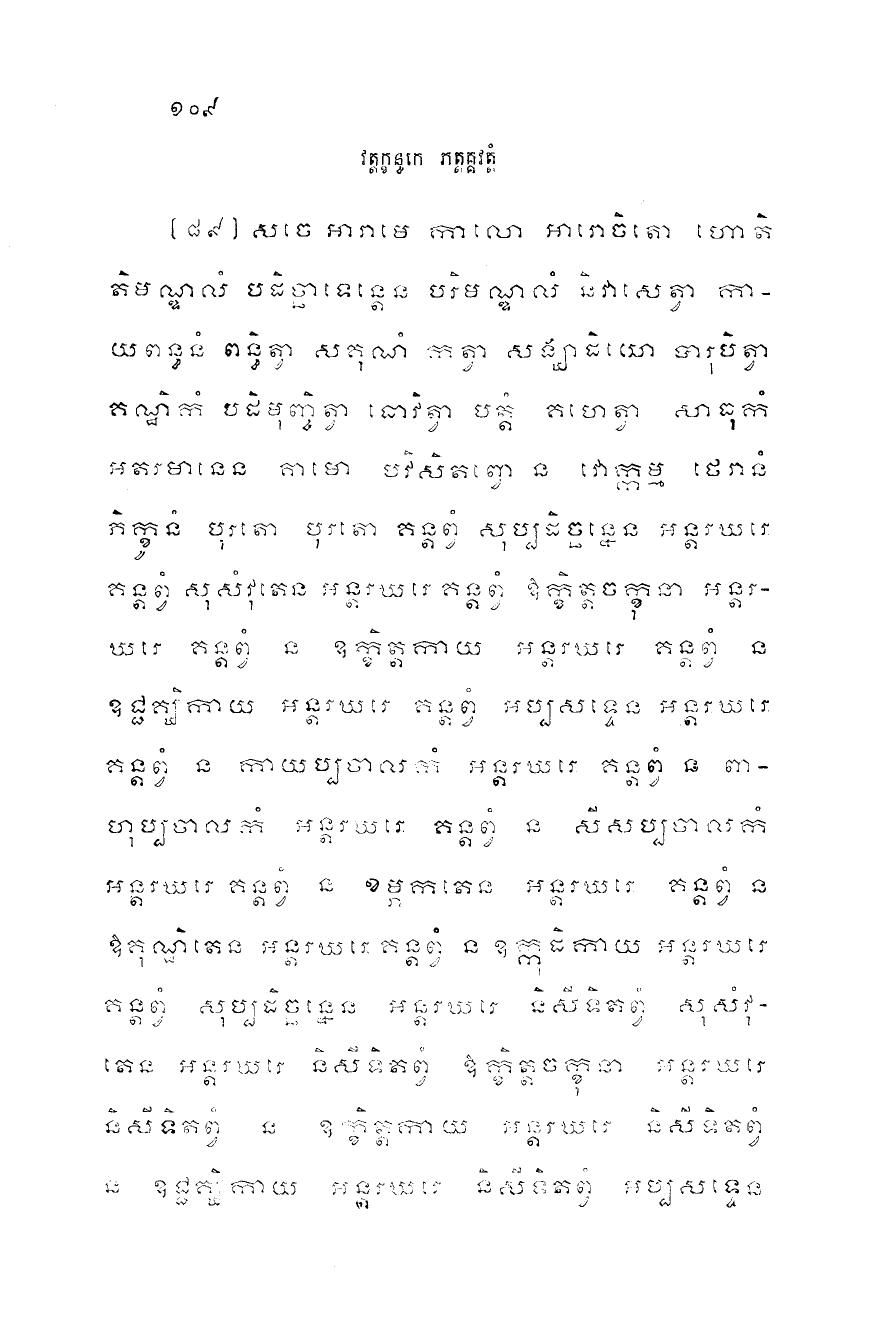 ១០៩
វត្តក្ខន្ធកេ ភត្តគ្គវត្តំ
[៨៩] សចេ អារាមេ កាលោ អារោចិតោ ហោតិ
តិមណ្ឌលំ បដិច្ឆាទេន្តេន បរិមណ្ឌលំ និវាសេត្វា កា-
យពន្ធនំ ពន្ធិត្វា សគុណំ កត្វា សង្ឃាដិយោ បារុបិត្វា
គណ្ឋិកំ បដិមុញ្ចិត្វា ធោវិត្វា បត្តំ គហេត្វា សាធុកំ
អតរមានេន គាមោ បវិសិតព្វោ ន វោក្កម្ម ថេរានំ
ភិក្ខូនំ បុរតោ បុរតោ គន្តព្វំ សុប្បដិច្ឆន្នេន អន្តរឃរេ
គន្តព្វំ សុសំវុតេន អន្តរឃរេ គន្តព្វំ ឱក្ខិត្តចក្ខុនា អន្តរ-
ឃរេ គន្តព្វំ ន ឧក្ខិត្តកាយ អន្តរឃរេ គន្តព្វំ ន
ឧជ្ជគ្ឃិកាយ អន្តរឃរេ គន្តព្វំ អប្បសទ្ទេន អន្តរឃរេ
គន្តព្វំ ន កាយប្បចាលកំ អន្តរឃរេ គន្តព្វំ ន ពា-
ហុប្បចាលកំ អន្តរឃរេ គន្តព្វំ ន សីសប្បចាលកំ
អន្តរឃរេ គន្តព្វំ ន ខម្ភកតេន អន្តរឃរេ គន្តព្វំ ន
ឱគុណ្ឋិតេន អន្តរឃរេ គន្តព្វំ ន ឧក្កុដិកាយ អន្តរឃរេ
គន្តព្វំ សុប្បដិច្ឆន្នេន អន្តរឃរេ និសីទិតព្វំ សុសំវុ-
តេន អន្តរឃរេ និសីទិតព្វំ ឱក្ខិត្តចក្ខុនា អន្តរឃរេ
និសីទិតព្វំ ន ឧក្ខិត្តកាយ អន្តរឃរេ និសីទិតព្វំ
ន ឧជ្ជគ្ឃិកាយ អន្តរឃរេ និសីទិតព្វំ អប្បសទ្ទេន